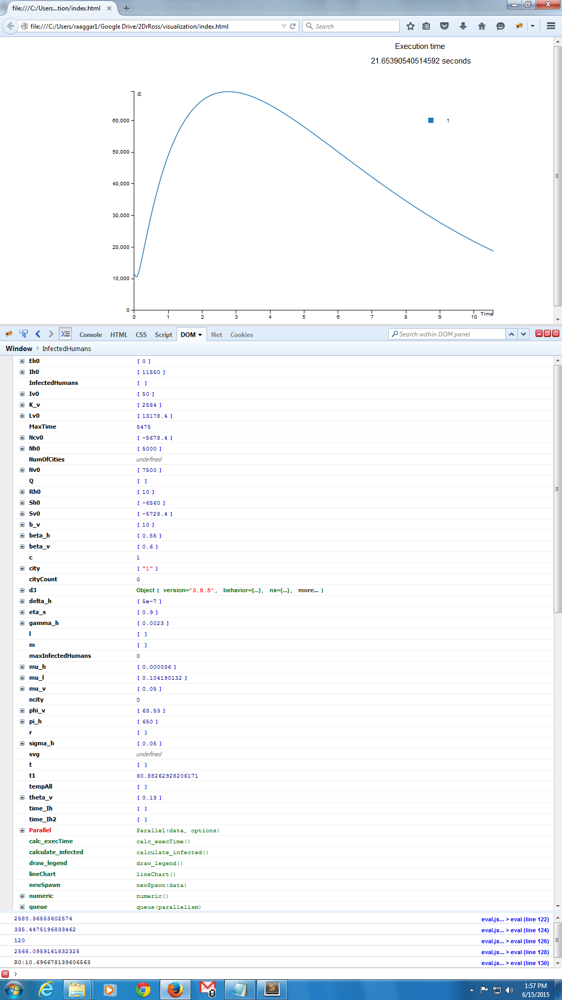 file:///C:/Users...tion/index.html
file:///C:/Users/raaggar1/Google Drive/2DrRoss/visualization/index.html
Search
Execution time
21.65390540514592 seconds
Ih
60,000
1
50,000
40,000
30,000
20,000
10,000
0
0 1 2 3 4 5 6 7 8 9 10 Time
Console HTML CSS Script DOM Net Cookies Search within DOM panel
Window > InfectedHumans
Eh0 [ 0 ]
Ih0 [ 11550 ]
InfectedHumans [ ]
Iv0 [ 50 ]
K_v [ 2584 ]
Lv0 [ 13178.4 ]
MaxTime 5475
Ncv0 [ -5678.4 ]
Nh0 [ 5000 ]
NumOfCities undefined
Nv0 [ 7500 ]
Q [ ]
Rh0 [ 10 ]
Sh0 [ -6560 ]
Sv0 [ -5728.4 ]
b_v [ 10 ]
beta_h [ 0.55 ]
beta_v [ 0.6 ]
c 1
city [ "1" ]
cityCount 0
d3 Object { version="3.5.5", behavior={...}, ns={...}, more... }
delta_h [ 5e-7 ]
eta_s [ 0.9 ]
gamma_h [ 0.0023 ]
l [ ]
m [ ]
maxInfectedHumans 0
mu_h [ 0.000036 ]
mu_l [ 0.104190132 ]
mu_v [ 0.05 ]
ncity 0
phi_v [ 63.53 ]
pi_h [ 650 ]
r [ ]
sigma_h [ 0.05 ]
svg undefined
t [ ]
t1 60.88262928206171
tempAll [ ]
theta_v [ 0.13 ]
time_Ih [ ]
time_Ih2 [ ]
Parallel Parallel(data, options)
calc_execTime calc_execTime()
calculate_infected calculate_infected()
draw_legend draw_legend()
lineChart lineChart()
newSpawn newSpawn(data)
numeric numeric()
queue queue(parallelism)
2580.36553602574 eval.js... > eval (line 122)
335.4475196833462 eval.js... > eval (line 124)
120 eval.js... > eval (line 126)
2566.0959161832325 eval.js... > eval (line 128)
R0:10.696678139606563 eval.js... > eval (line 130)
1:57 PM
6/15/2015